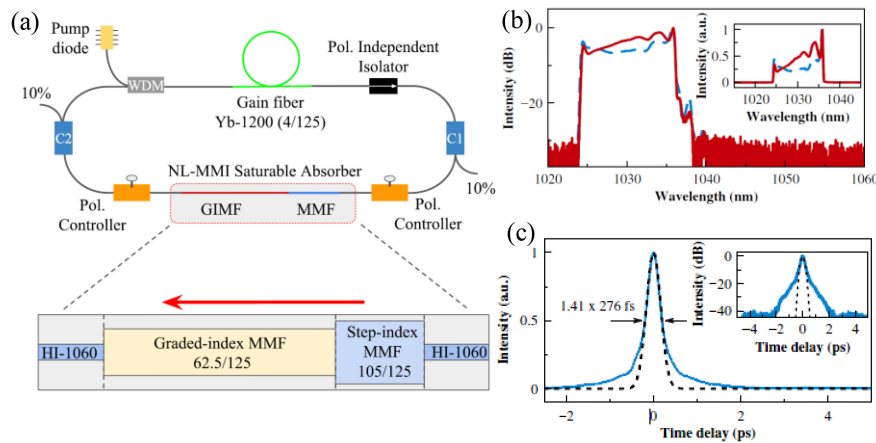 (a)
Pump
diode
Pol. Independent
Isolator
WDM
10%
Gain fiber
Yb-1200 (4/125)
C2
C1
NL-MMI Saturable Absorber
10%
Pol.
Controller
GIMF
MMF
Pol.
Controller
HI-1060
Graded-index MMF
62.5/125
Step-index
MMF
105/125
HI-1060
(b)
Intensity (dB)
0
−20
1020
1030
1040
1050
1060
Wavelength (nm)
Intensity (a.u.)
1
0.5
0
1020
1030
1040
Wavelength (nm)
(c)
Intensity (a.u.)
1
0.5
0
−2
0
2
4
Time delay (ps)
1.41 x 276 fs
Intensity (dB)
0
−20
−40
−4
−2
0
2
4
Time delay (ps)